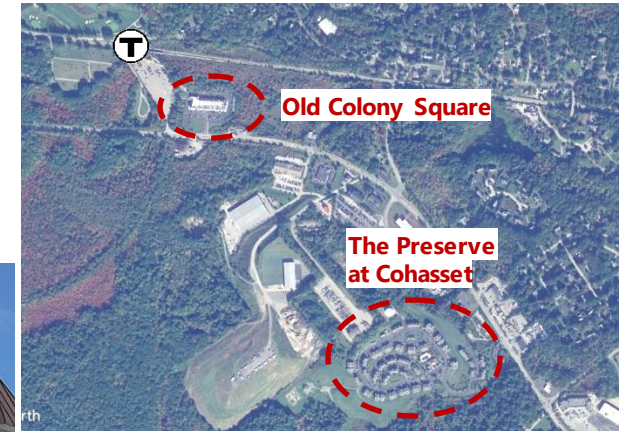 T
Old Colony Square
The Preserve
at Cohasset
rth